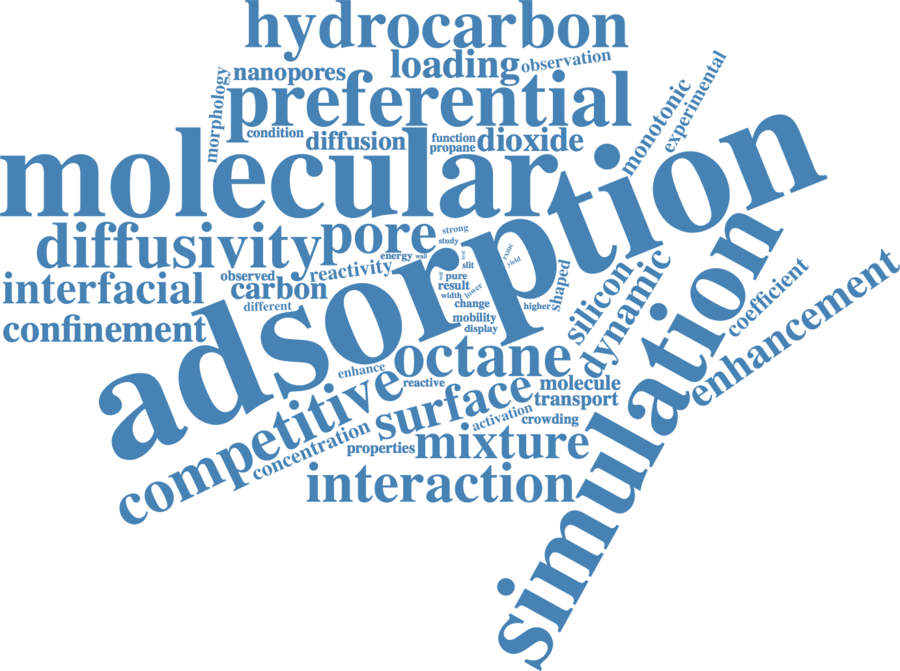 hydrocarbon
loading
observation
nanopores
morphology
preferential
condition
diffusion
function
propane
dioxide
monotonic
experimental
molecular
adsorption
diffusivity
pore
strong
study
energy
wall
slit
pure
result
width
lower
change
mobility
display
higher
yield
shaped
interfacial
observed
carbon
reactivity
different
confinement
silicon
dynamic
simulation
coefficient
enhancement
octane
enhance
reactive
competitive
surface
molecule
transport
activation
crowding
concentration
properties
mixture
interaction